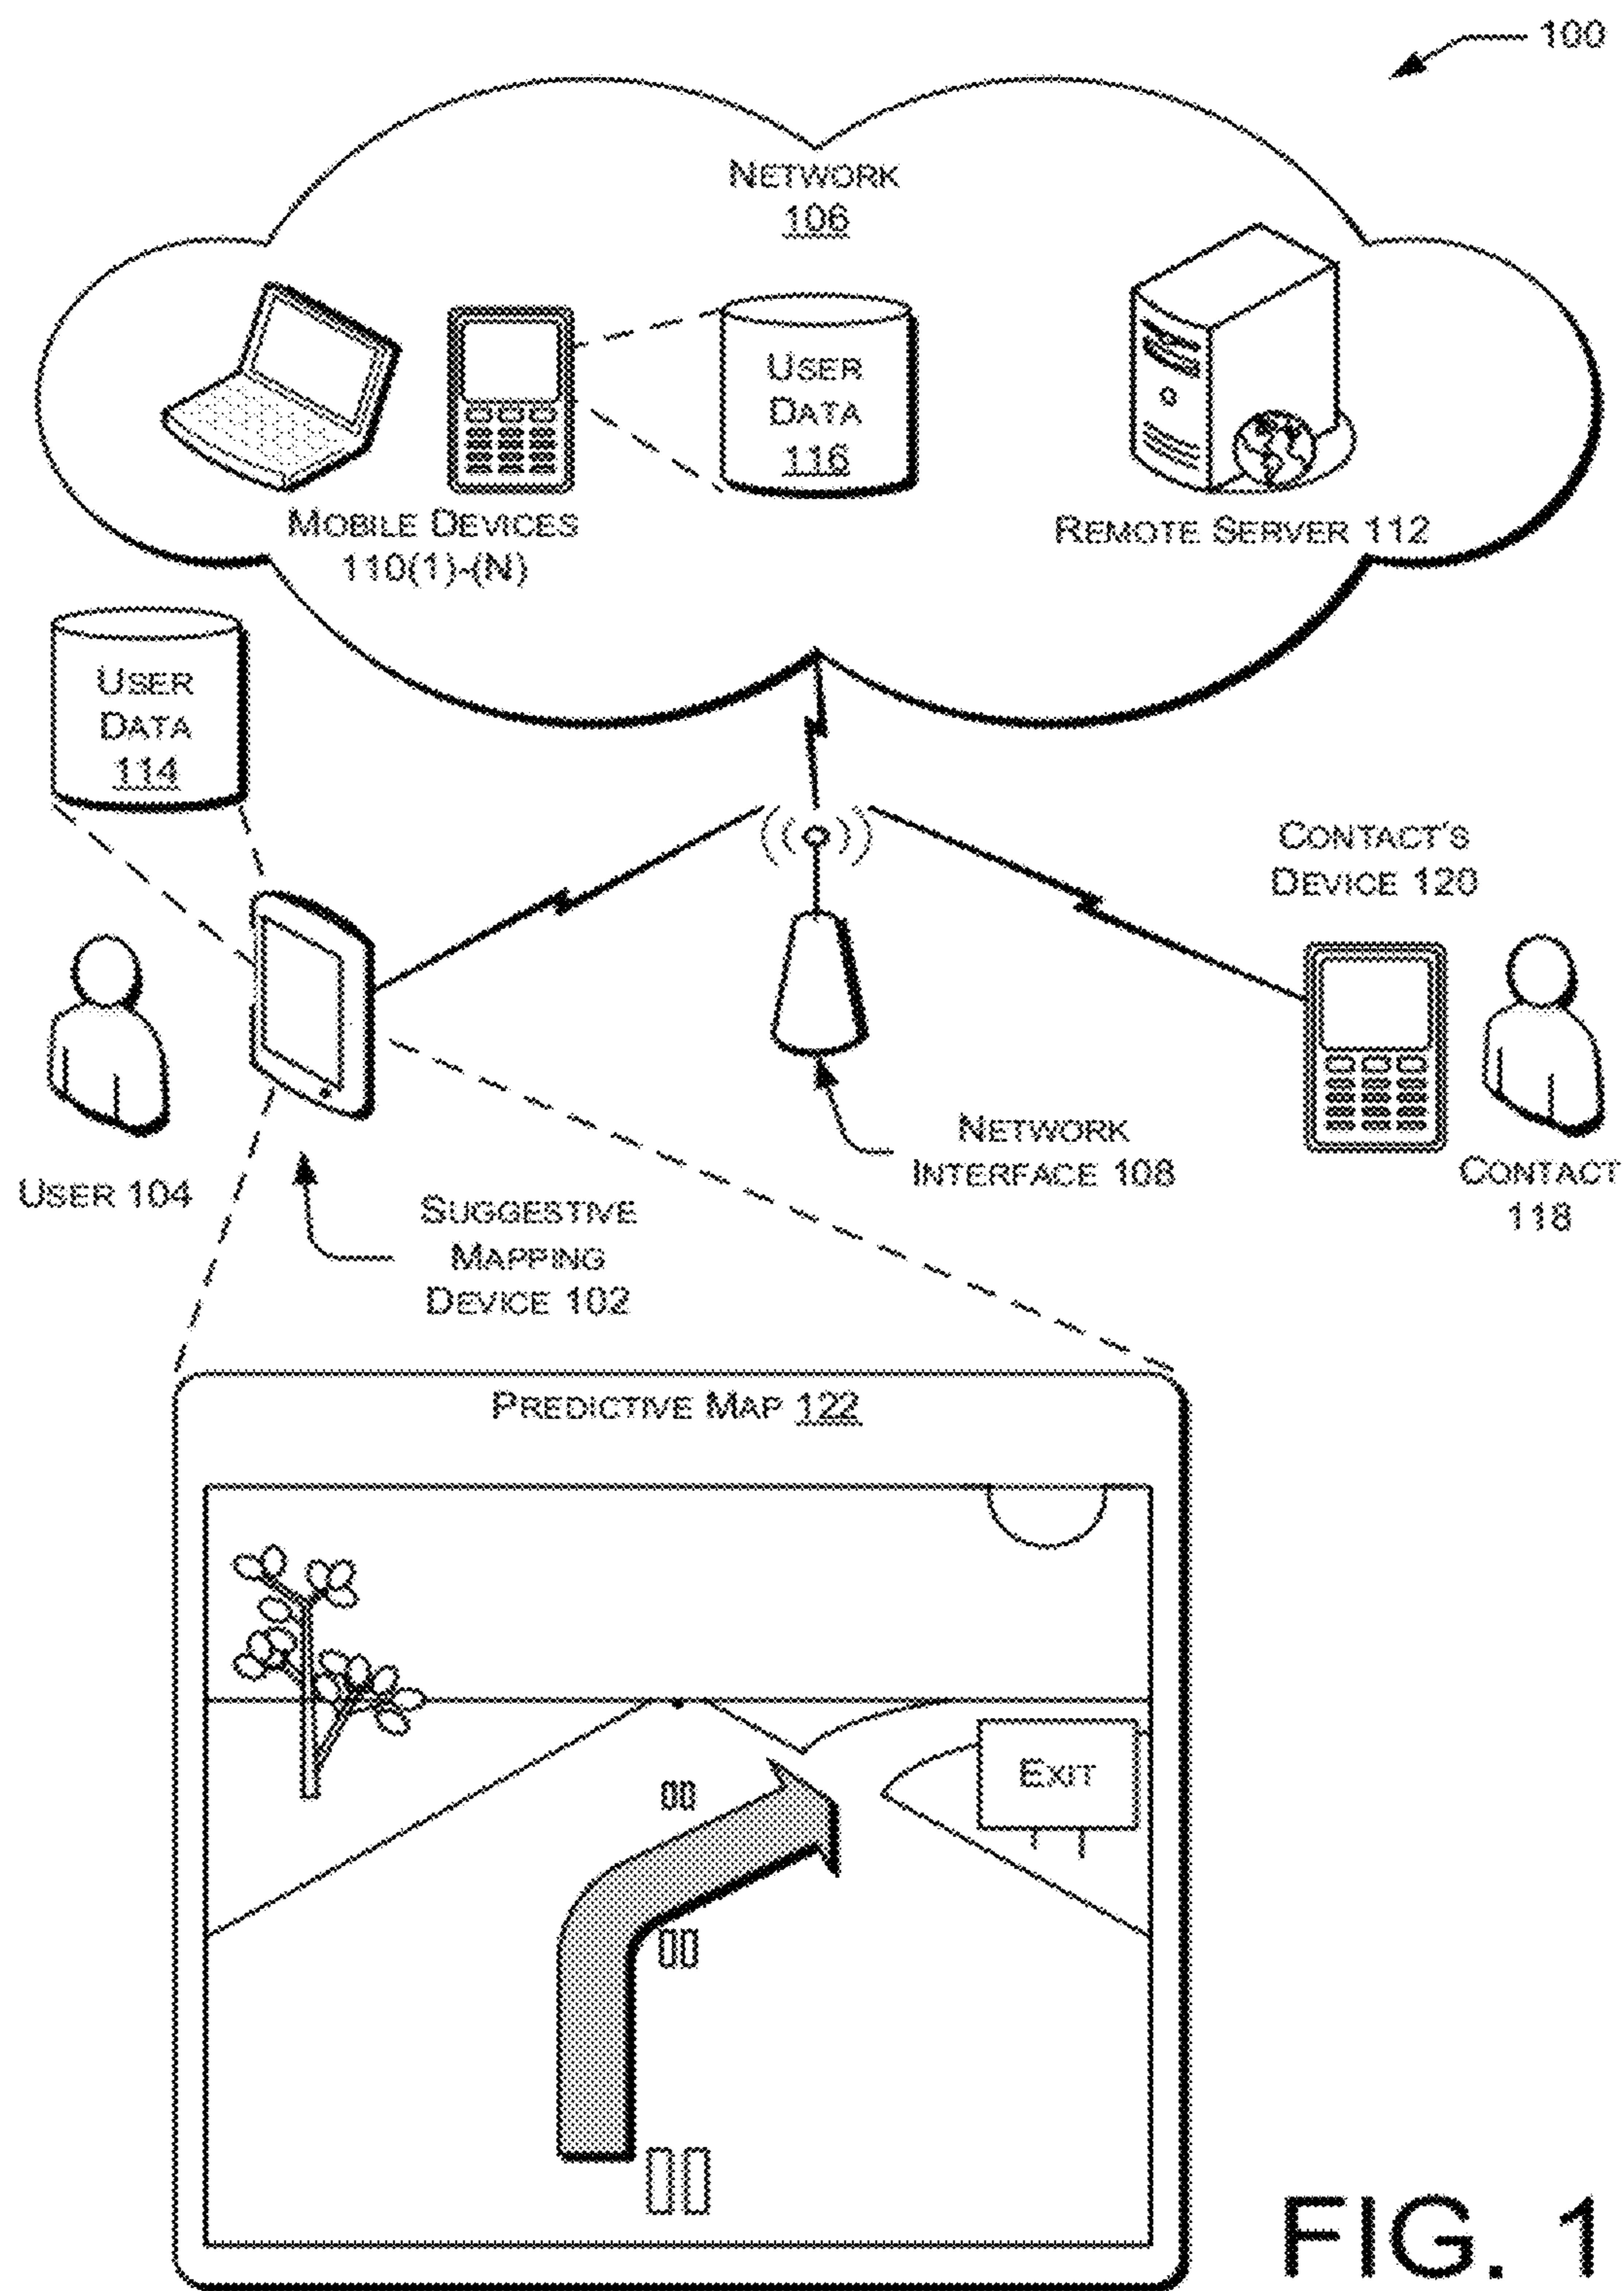 100
NETWORK
106
USER
DATA
116
MOBILE DEVICES
110(1)-(N)
REMOTE SERVER 112
USER
DATA
114
CONTACT'S
DEVICE 120
NETWORK
INTERFACE 108
CONTACT
118
USER 104
SUGGESTIVE
MAPPING
DEVICE 102
PREDICTIVE MAP 122
EXIT
FIG. 1